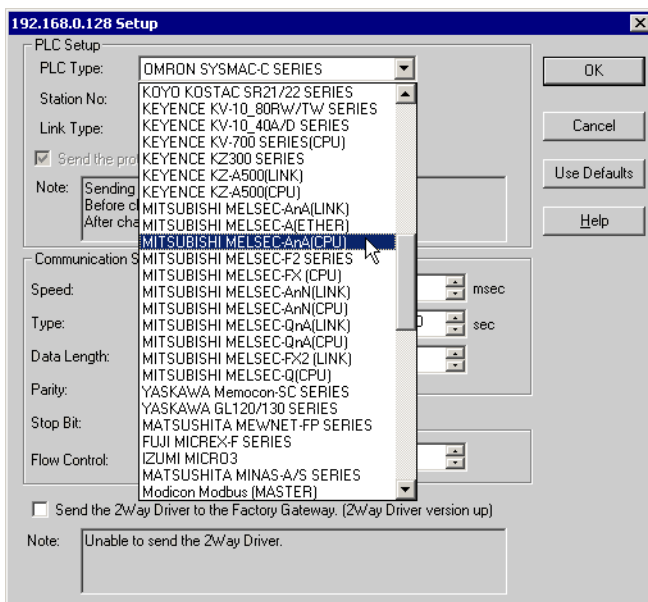 192.168.0.128 Setup
PLC Setup
PLC Type:
OMRON SYSMAC-C SERIES
OK
Station No:
Link Type:
Cancel
Send the
Use Defaults
Note:
Sending
Before
After
Help
KOYO KOSTAC SR21/22 SERIES
KEYENCE KV-10_80RW/TW SERIES
KEYENCE KV-10_40A/D SERIES
KEYENCE KV-700 SERIES(CPU)
KEYENCE KZ300 SERIES
KEYENCE KZ-A500(LINK)
KEYENCE KZ-A500(CPU)
MITSUBISHI MELSEC-AnA(LINK)
MITSUBISHI MELSEC-A(ETHER)
MITSUBISHI MELSEC-AnA(CPU)
MITSUBISHI MELSEC-F2 SERIES
MITSUBISHI MELSEC-FX (CPU)
MITSUBISHI MELSEC-AnN(LINK)
MITSUBISHI MELSEC-AnN(CPU)
MITSUBISHI MELSEC-QnA(LINK)
MITSUBISHI MELSEC-QnA(CPU)
MITSUBISHI MELSEC-FX2 (LINK)
MITSUBISHI MELSEC-Q(CPU)
YASKAWA Memocon-SC SERIES
YASKAWA GL120/130 SERIES
MATSUSHITA MEWNET-FP SERIES
FUJI MICREX-F SERIES
IZUMI MICRO3
MATSUSHITA MINAS-A/S SERIES
Modicon Modbus (MASTER)
Communication S
Speed:
msec
Type:
0
sec
Data Length:
Parity:
Stop Bit:
Flow Control:
Send the 2Way Driver to the Factory Gateway. (2Way Driver version up)
Note:
Unable to send the 2Way Driver.